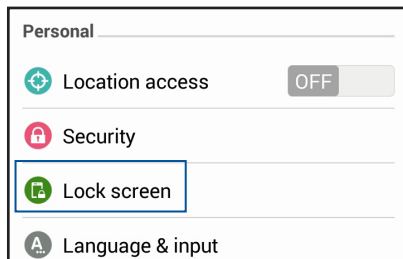 Personal
Location access OFF
Security
Lock screen
A Language & input